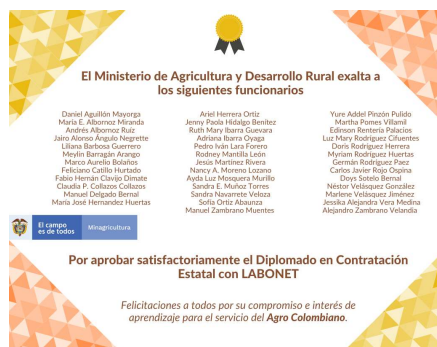 El Ministerio de Agricultura y Desarrollo Rural exalta a
los siguientes funcionarios
Daniel Aguillón Mayorga
María E. Albornoz Miranda
Andrés Albornoz Ruíz
Jairo Alonso Ángulo Negrette
Liliana Barbosa Guerrero
Meylin Barragán Arango
Marco Aurelio Bolaños
Feliciano Catillo Hurtado
Fabio Hernán Clavijo Dimate
Claudia P. Collazos Collazos
Manuel Delgado Bernal
María José Hernandez Huertas
Ariel Herrera Ortiz
Jenny Paola Hidalgo Benítez
Ruth Mary Ibarra Guevara
Adriana Ibarra Oyaga
Pedro Iván Lara Forero
Rodney Mantilla León
Jesús Martínez Rivera
Nancy A. Moreno Lozano
Ayda Luz Mosquera Murillo
Sandra E. Muñoz Torres
Sandra Navarrete Veloza
Sofía Ortiz Abaunza
Manuel Zambrano Muentes
Yure Addel Pinzón Pulido
Martha Pomes Villamil
Edinson Rentería Palacios
Luz Mary Rodríguez Cifuentes
Doris Rodríguez Herrera
Myriam Rodríguez Huertas
Germán Rodríguez Paez
Carlos Javier Rojo Ospina
Doys Sotelo Bernal
Néstor Velásquez González
Marlene Velásquez Jiménez
Jessika Alejandra Vera Medina
Alejandro Zambrano Velandia
El campo
es de todos
Minagricultura
Por aprobar satisfactoriamente el Diplomado en Contratación
Estatal con LABONET
Felicitaciones a todos por su compromiso e interés de
aprendizaje para el servicio del Agro Colombiano.